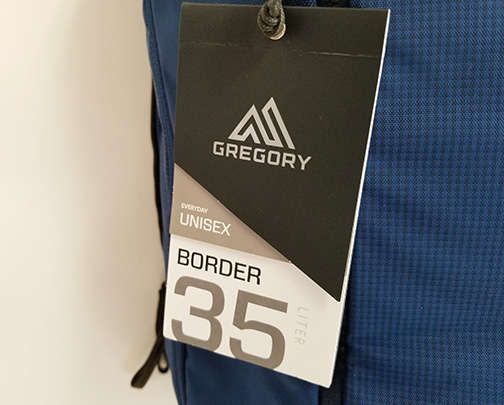 GREGORY
EVERYDAY
UNISEX
BORDER
35
LITER